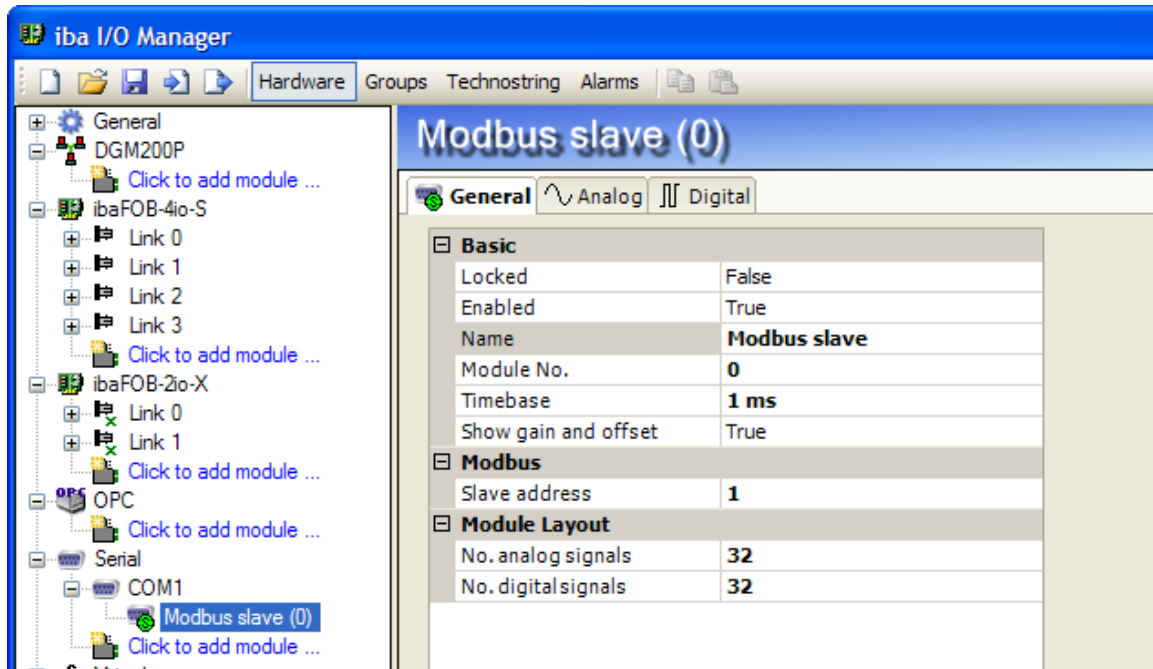 iba I/O Manager
Hardware Groups Technostring Alarms
General
DGM200P
Click to add module ...
ibaFOB-4io-S
Link 0
Link 1
Link 2
Link 3
Click to add module ...
ibaFOB-2io-X
Link 0
Link 1
Click to add module ...
OPC
OPC
Click to add module ...
Serial
COM1
Modbus slave (0)
Click to add module ...
Modbus slave (0)
General Analog Digital
Basic
Locked False
Enabled True
Name Modbus slave
Module No. 0
Timebase 1 ms
Show gain and offset True
Modbus
Slave address 1
Module Layout
No. analog signals 32
No. digital signals 32